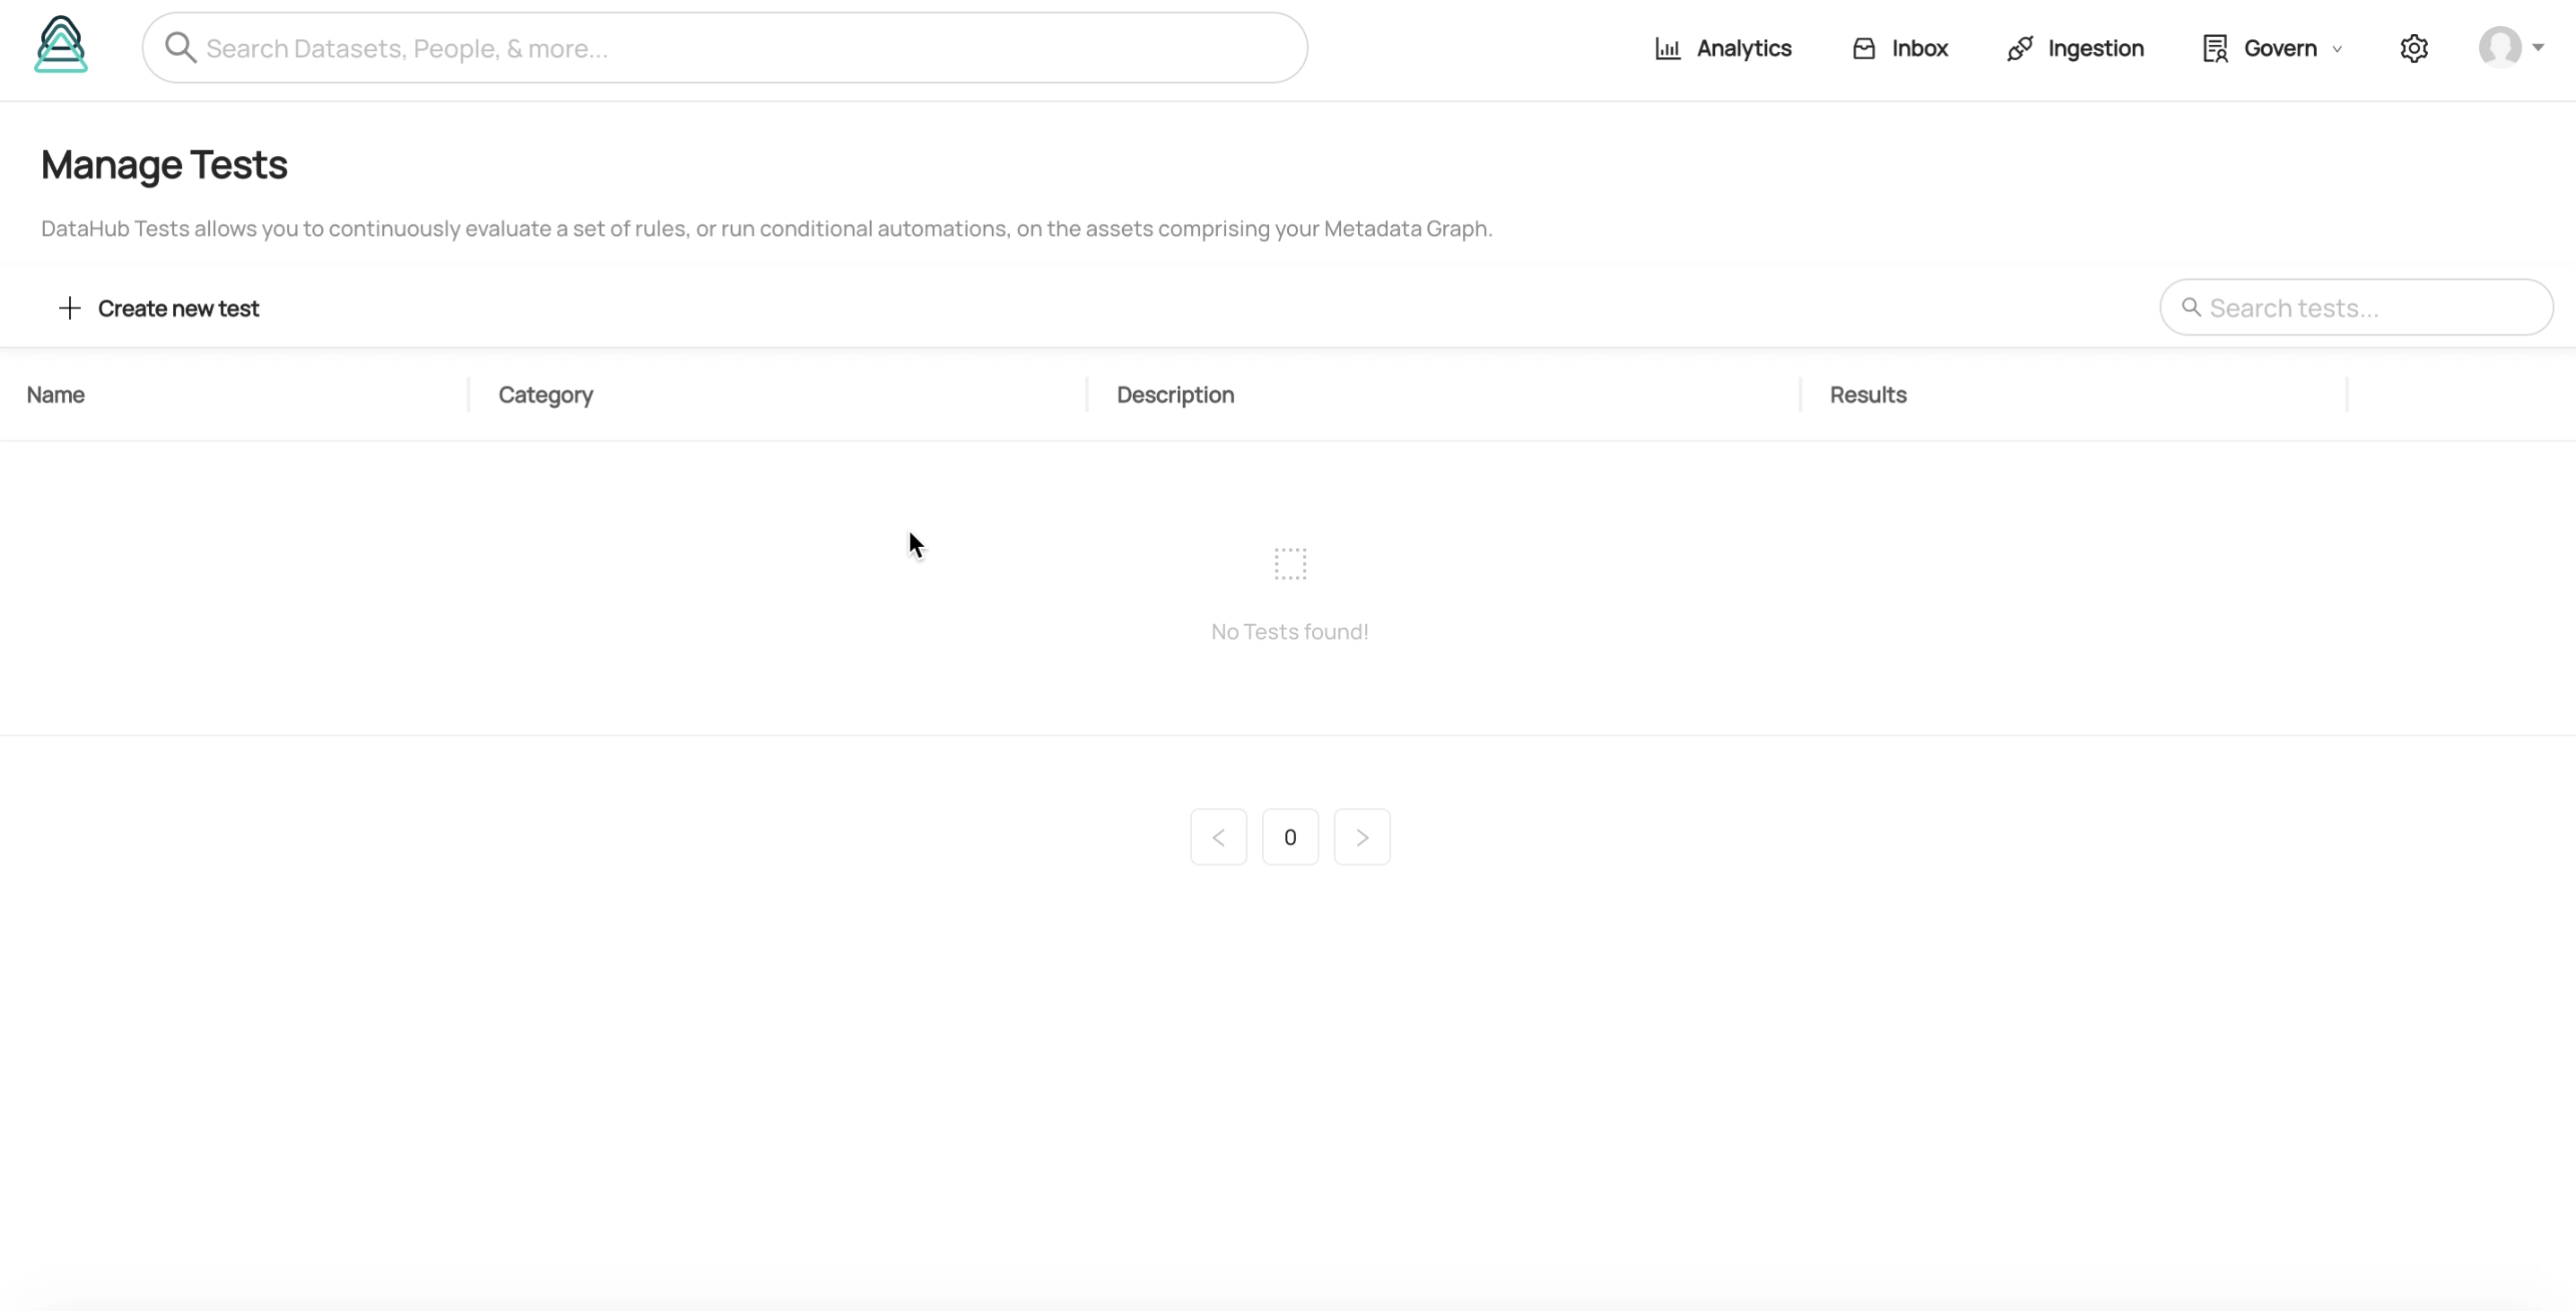 Search Datasets, People, & more...
Analytics
Inbox
Ingestion
Govern
Manage Tests
DataHub Tests allows you to continuously evaluate a set of rules, or run conditional automations, on the assets comprising your Metadata Graph.
Create new test
Search tests...
Name
Category
Description
Results
No Tests found!
0